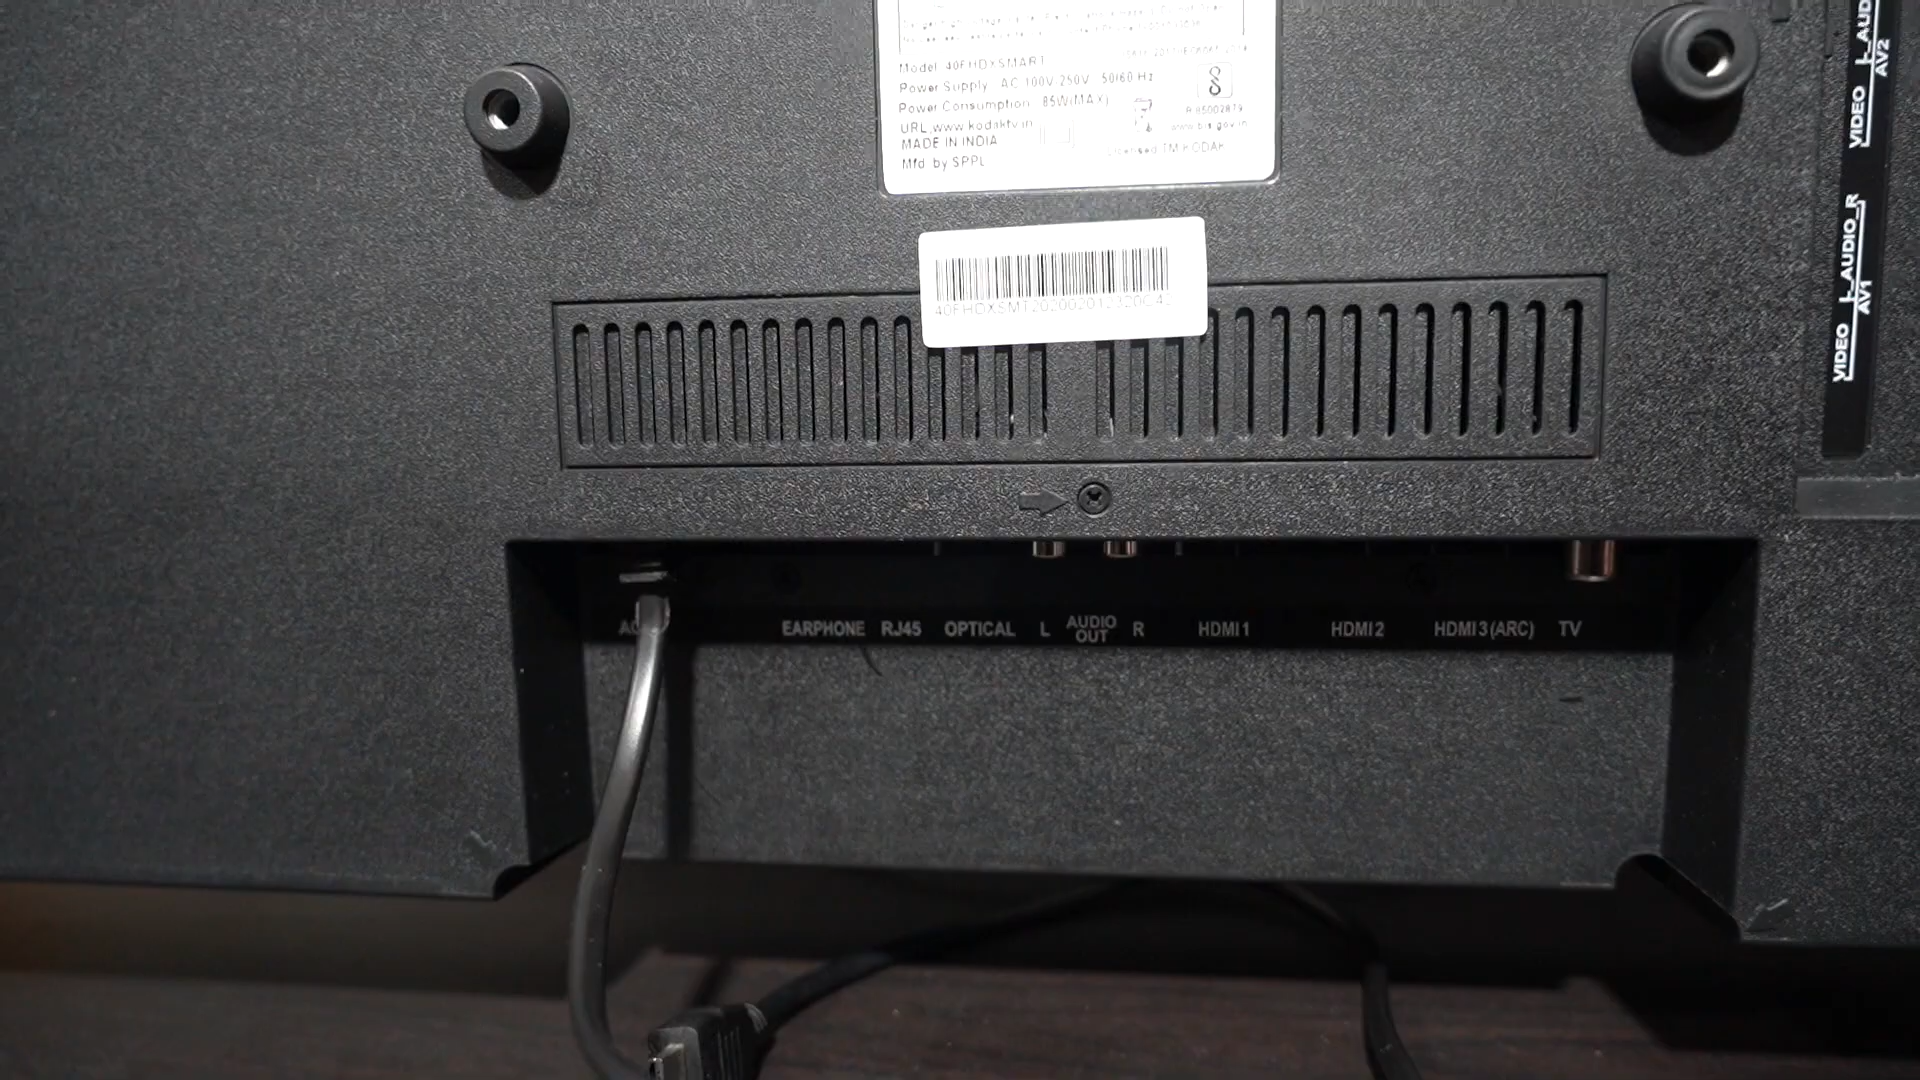 Model 40FHDXSMART
Power Supply AC 100V-250V 50/60 Hz
Power Consumption 85W(MAX)
URL,www.kodaktv.in
MADE IN INDIA
Mfd by SPPL
R-85002879
www.bis.gov.in
Licensed TM KODAK
VIDEO L_AUD
AV2
VIDEO L_AUDIO_R
AV1
EARPHONE RJ45 OPTICAL L AUDIO OUT R HDMI1 HDMI2 HDMI3(ARC) TV